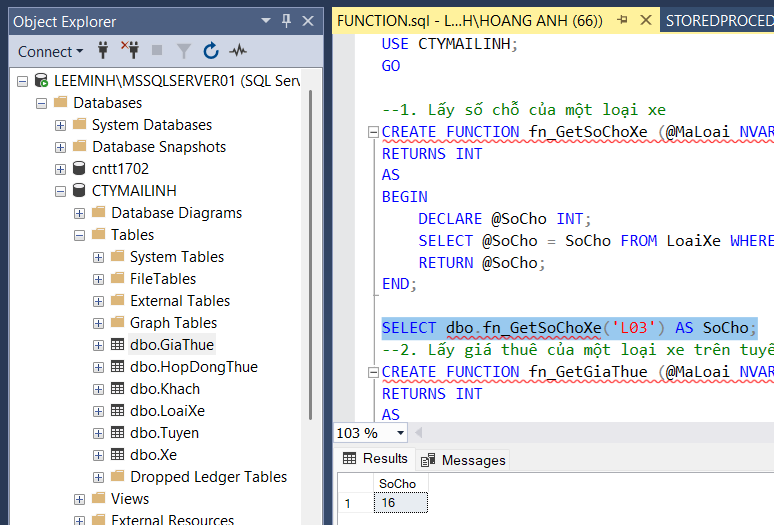 Object Explorer
Connect
LEEMINH\MSSQLSERVER01 (SQL Serv
Databases
System Databases
Database Snapshots
cntt1702
CTYMAILINH
Database Diagrams
Tables
System Tables
FileTables
External Tables
Graph Tables
dbo.GiaThue
dbo.HopDongThue
dbo.Khach
dbo.LoaiXe
dbo.Tuyen
dbo.Xe
Dropped Ledger Tables
Views
External Resources
FUNCTION.sql - L...H\HOANG ANH (66))
STOREDPROCED
USE CTYMAILINH;
GO
--1. Lấy số chỗ của một loại xe
CREATE FUNCTION fn_GetSoChoXe (@MaLoai NVAR
RETURNS INT
AS
BEGIN
DECLARE @SoCho INT;
SELECT @SoCho = SoCho FROM LoaiXe WHERE
RETURN @SoCho;
END;
SELECT dbo.fn_GetSoChoXe('L03') AS SoCho;
--2. Lấy giá thuê của một loại xe trên tuyế
CREATE FUNCTION fn_GetGiaThue (@MaLoai NVAR
RETURNS INT
AS
103 %
Results Messages
SoCho
1 16